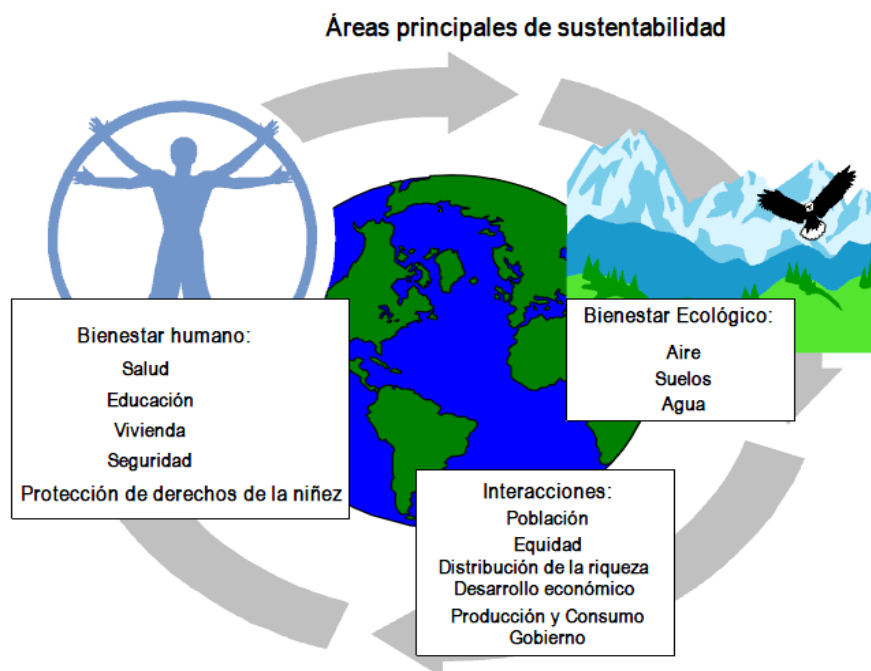 Áreas principales de sustentabilidad
Bienestar humano:
Salud
Educación
Vivienda
Seguridad
Protección de derechos de la niñez
Bienestar Ecológico:
Aire
Suelos
Agua
Interacciones:
Población
Equidad
Distribución de la riqueza
Desarrollo económico
Producción y Consumo
Gobierno